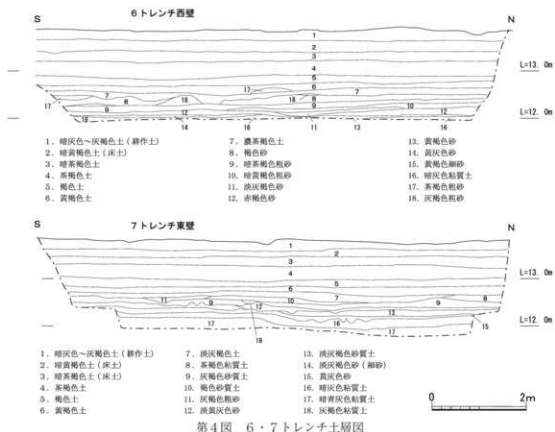 6トレンチ西壁
S
N
1
2
3
4
5
17 6
7 7
17 8 18 18 8
9 9 10
16 12 12
14 16 11 13 16
L=13. 0m
L=12. 0m
1. 暗灰色～灰褐色土(耕作土)
2. 暗黄褐色土(床土)
3. 暗茶褐色土
4. 茶褐色土
5. 褐色土
6. 黄褐色土
7. 濃茶褐色土
8. 褐色砂
9. 暗茶褐色粗砂
10. 暗黄褐色粗砂
11. 淡灰褐色砂
12. 赤褐色砂
13. 黄褐色砂
14. 黄灰色砂
15. 黄褐色細砂
16. 暗灰色粘質土
17. 茶褐色粗砂
18. 灰褐色粗砂
7トレンチ東壁
S
N
1
2
3
4
5
6
11 9 12 10 7 9 8
13
17 16 15
18 17
L=13. 0m
L=12. 0m
1. 暗灰色～灰褐色土(耕作土)
2. 暗黄褐色土(床土)
3. 暗茶褐色土(床土)
4. 茶褐色土
5. 褐色土
6. 黄褐色土
7. 淡灰褐色土
8. 茶褐色粘質土
9. 灰褐色砂質土
10. 褐色砂質土
11. 灰褐色粗砂
12. 淡黄灰色砂
13. 淡灰褐色砂質土
14. 淡灰褐色砂(細砂)
15. 黄灰色砂
16. 暗灰色粘質土
17. 暗青灰色粘質土
18. 灰褐色粘質土
0 2m
第4図 6・7トレンチ土層図